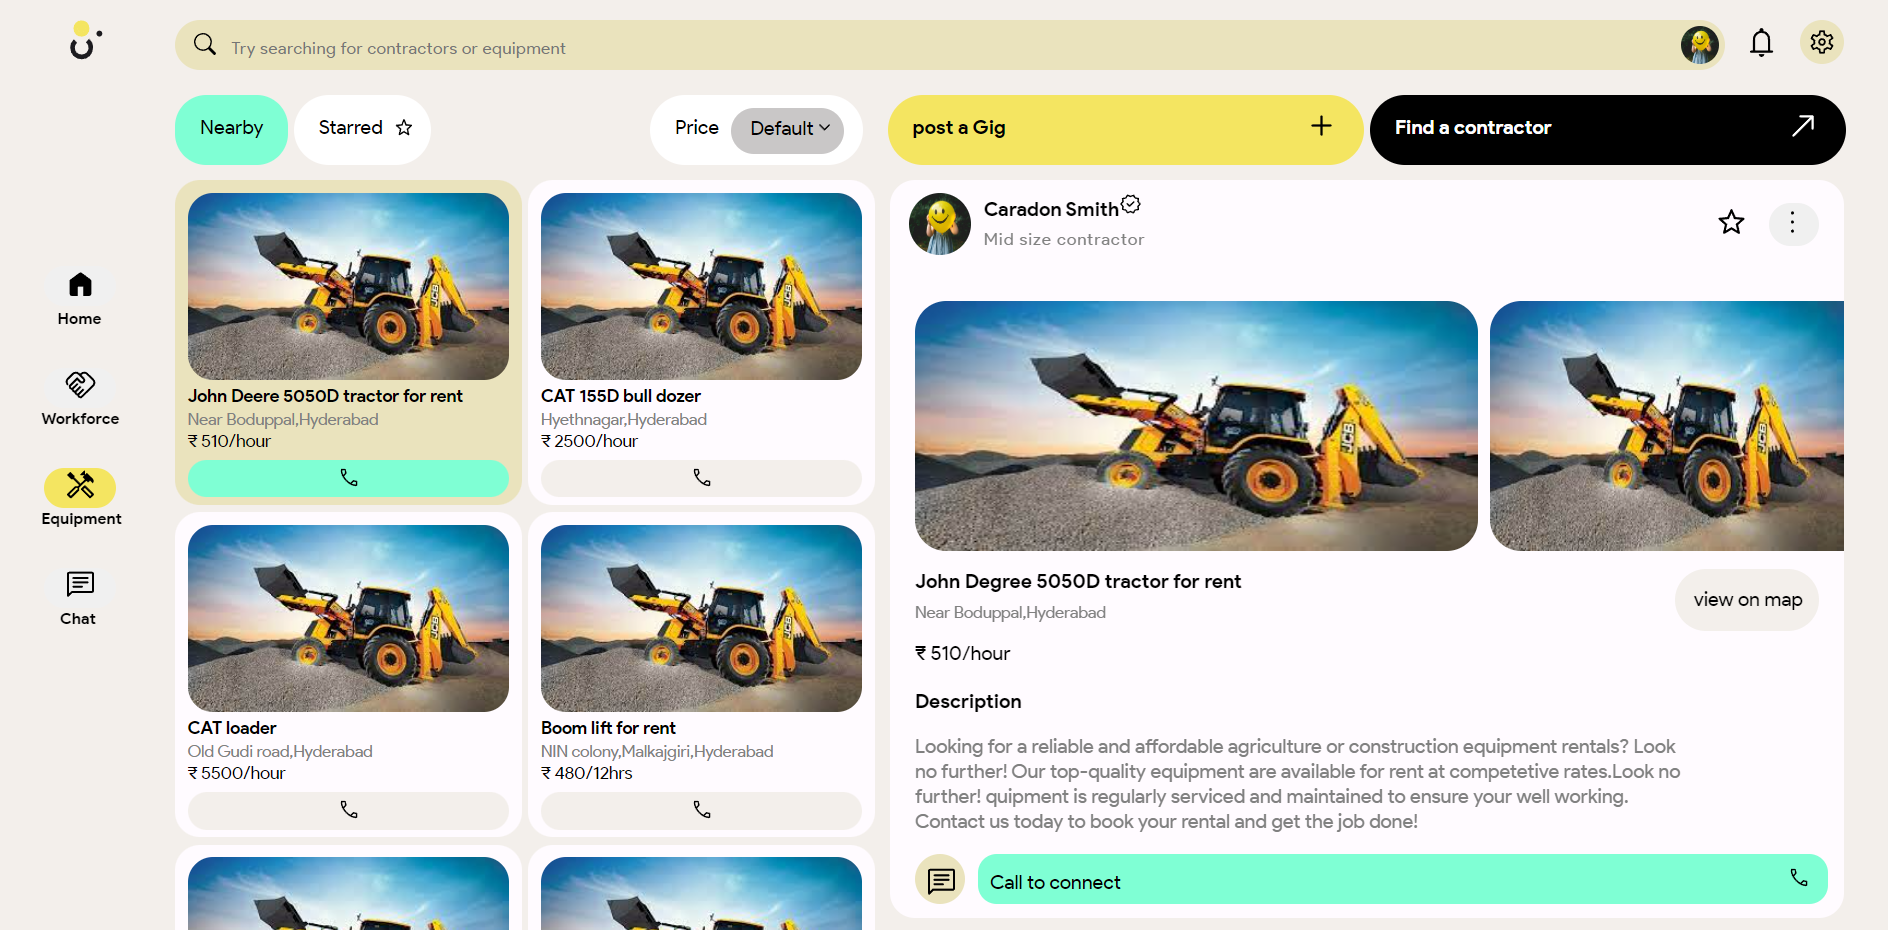 Try searching for contractors or equipment
Nearby
Starred
Price
Default
post a Gig
Find a contractor
Home
Workforce
Equipment
Chat
JCB
John Deere 5050D tractor for rent
Near Boduppal,Hyderabad
₹ 510/hour
JCB
CAT 155D bull dozer
Hyethnagar,Hyderabad
₹ 2500/hour
JCB
CAT loader
Old Gudi road,Hyderabad
₹ 5500/hour
JCB
Boom lift for rent
NIN colony,Malkajgiri,Hyderabad
₹ 480/12hrs
Caradon Smith
Mid size contractor
JCB
JCB
John Degree 5050D tractor for rent
Near Boduppal,Hyderabad
view on map
₹ 510/hour
Description
Looking for a reliable and affordable agriculture or construction equipment rentals? Look
no further! Our top-quality equipment are available for rent at competetive rates.Look no
further! quipment is regularly serviced and maintained to ensure your well working.
Contact us today to book your rental and get the job done!
Call to connect